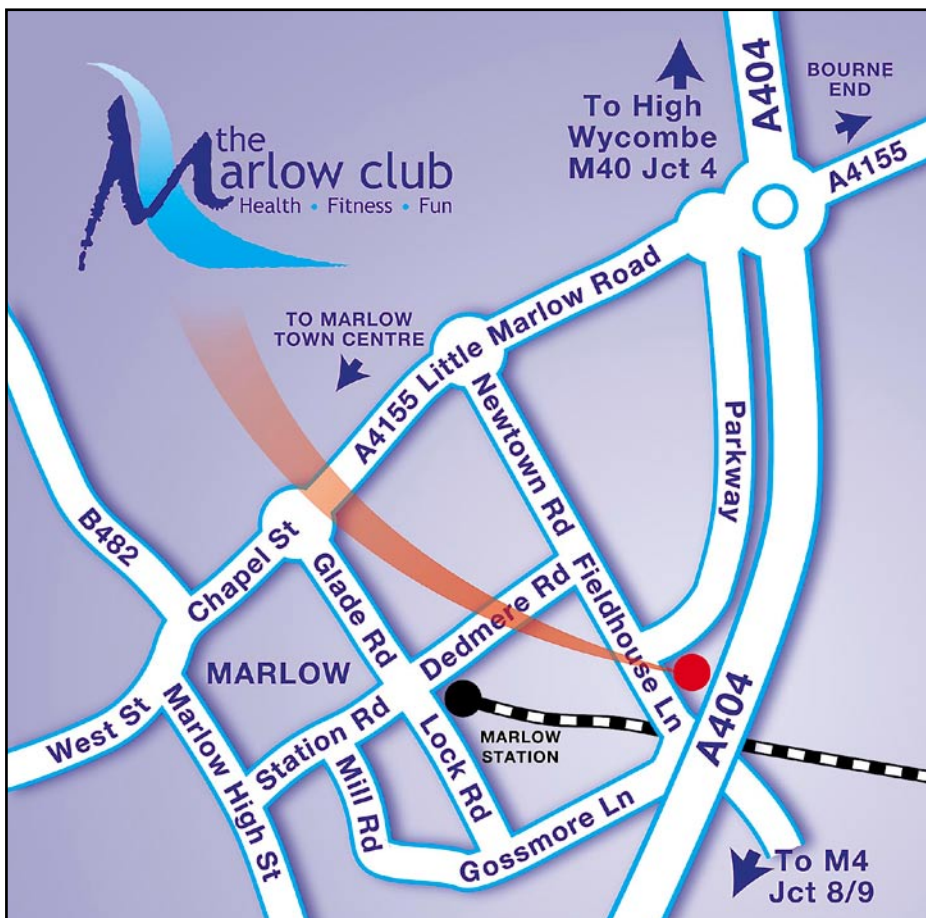 the
Marlow club
Health • Fitness • Fun
To High
Wycombe
M40 Jct 4
A404
BOURNE
END
A4155
TO MARLOW
TOWN CENTRE
A4155 Little Marlow Road
Newtown Rd
Parkway
B482
Chapel St
Glade Rd
Dedmere Rd
Fieldhouse Ln
MARLOW
West St
Marlow High St
Station Rd
Mill Rd
Lock Rd
MARLOW
STATION
A404
Gossmore Ln
To M4
Jct 8/9